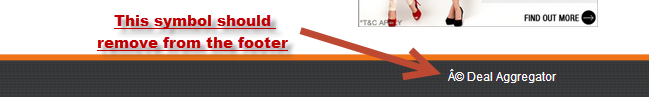 This symbol should
remove from the footer
*T&C APPLY
FIND OUT MORE
Â© Deal Aggregator